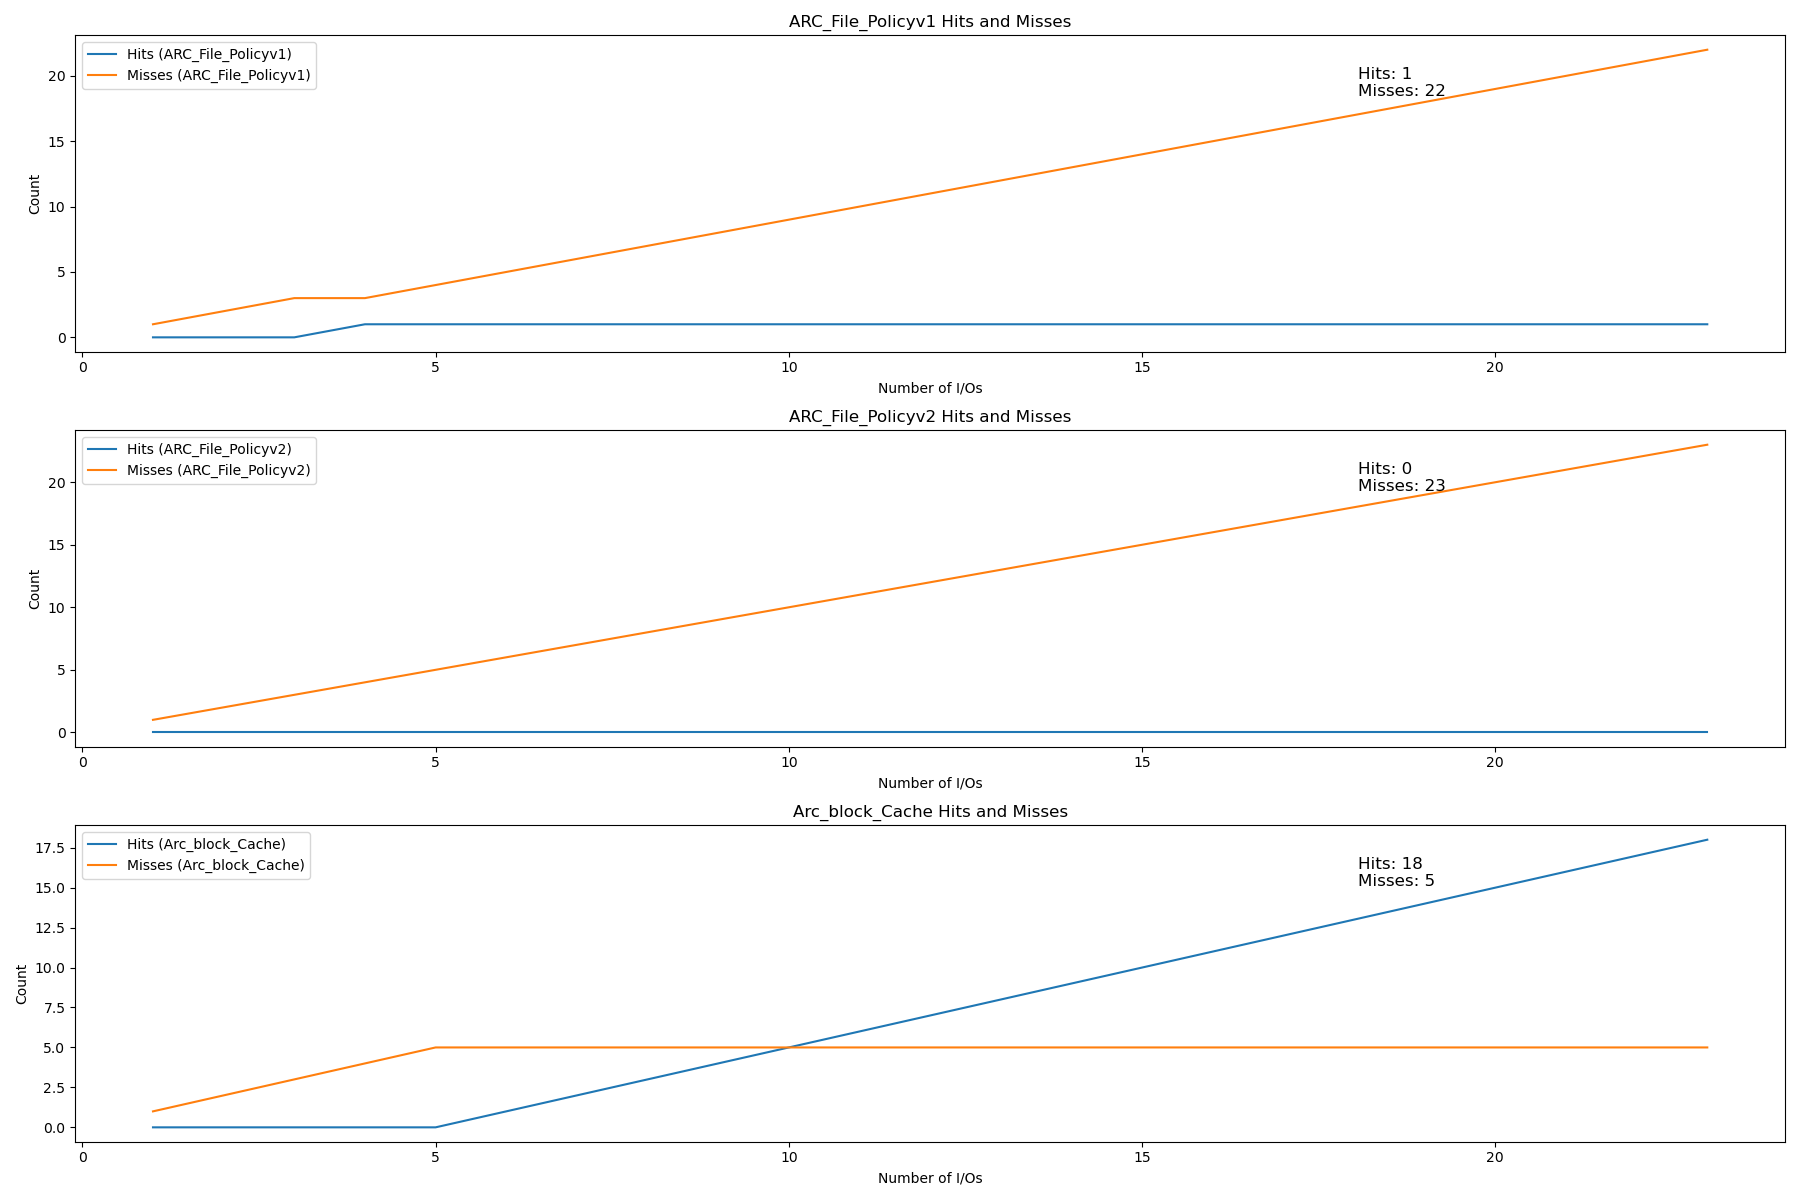 ARC_File_Policyv1 Hits and Misses
Hits (ARC_File_Policyv1)
Misses (ARC_File_Policyv1)
Hits: 1
Misses: 22
20
15
10
5
0
Count
0 5 10 15 20
Number of I/Os
ARC_File_Policyv2 Hits and Misses
Hits (ARC_File_Policyv2)
Misses (ARC_File_Policyv2)
Hits: 0
Misses: 23
20
15
10
5
0
Count
0 5 10 15 20
Number of I/Os
Arc_block_Cache Hits and Misses
Hits (Arc_block_Cache)
Misses (Arc_block_Cache)
Hits: 18
Misses: 5
17.5
15.0
12.5
10.0
7.5
5.0
2.5
0.0
Count
0 5 10 15 20
Number of I/Os